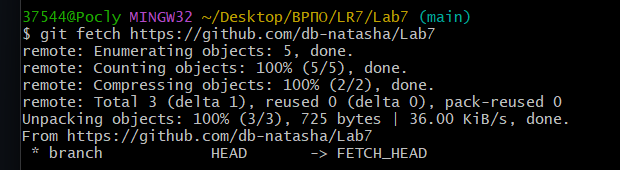 37544@Pocly MINGW32 ~/Desktop/ВРПО/LR7/Lab7 (main)
$ git fetch https://github.com/db-natasha/Lab7
remote: Enumerating objects: 5, done.
remote: Counting objects: 100% (5/5), done.
remote: Compressing objects: 100% (2/2), done.
remote: Total 3 (delta 1), reused 0 (delta 0), pack-reused 0
Unpacking objects: 100% (3/3), 725 bytes | 36.00 KiB/s, done.
From https://github.com/db-natasha/Lab7
 * branch            HEAD       -> FETCH_HEAD